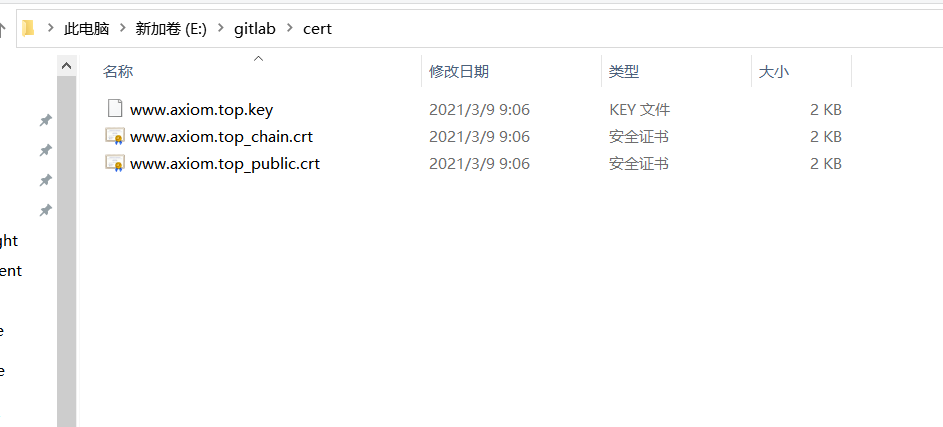 此电脑 > 新加卷 (E:) > gitlab > cert
名称 修改日期 类型 大小
www.axiom.top.key 2021/3/9 9:06 KEY 文件 2 KB
www.axiom.top_chain.crt 2021/3/9 9:06 安全证书 2 KB
www.axiom.top_public.crt 2021/3/9 9:06 安全证书 2 KB
ght
ent
e
e